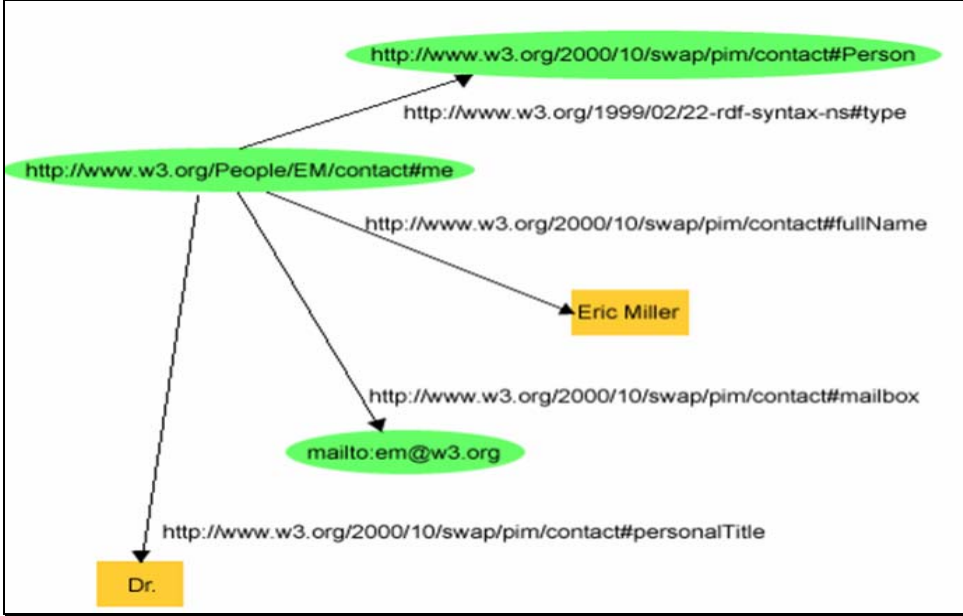 http://www.w3.org/2000/10/swap/pim/contact#Person
http://www.w3.org/1999/02/22-rdf-syntax-ns#type
http://www.w3.org/People/EM/contact#me
http://www.w3.org/2000/10/swap/pim/contact#fullName
Eric Miller
http://www.w3.org/2000/10/swap/pim/contact#mailbox
mailto:em@w3.org
http://www.w3.org/2000/10/swap/pim/contact#personalTitle
Dr.